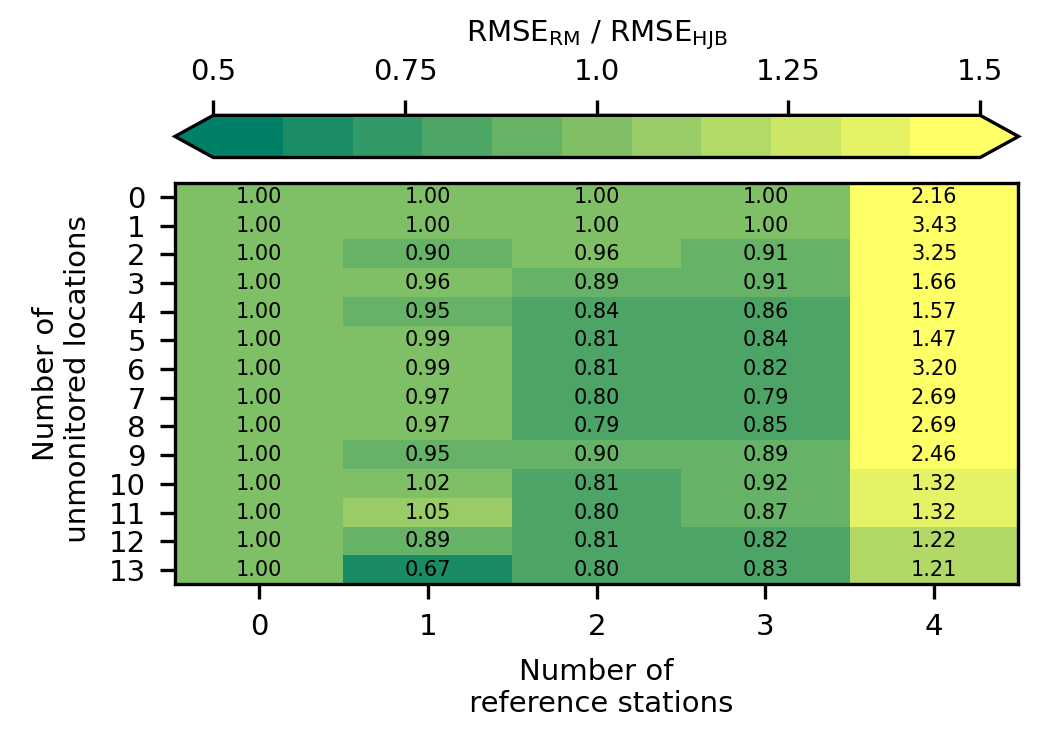 RMSE_RM / RMSE_HJB
0.5 0.75 1.0 1.25 1.5
Number of
unmonitored locations
0 1.00 1.00 1.00 1.00 2.16
1 1.00 1.00 1.00 1.00 3.43
2 1.00 0.90 0.96 0.91 3.25
3 1.00 0.96 0.89 0.91 1.66
4 1.00 0.95 0.84 0.86 1.57
5 1.00 0.99 0.81 0.84 1.47
6 1.00 0.99 0.81 0.82 3.20
7 1.00 0.97 0.80 0.79 2.69
8 1.00 0.97 0.79 0.85 2.69
9 1.00 0.95 0.90 0.89 2.46
10 1.00 1.02 0.81 0.92 1.32
11 1.00 1.05 0.80 0.87 1.32
12 1.00 0.89 0.81 0.82 1.22
13 1.00 0.67 0.80 0.83 1.21
0 1 2 3 4
Number of
reference stations